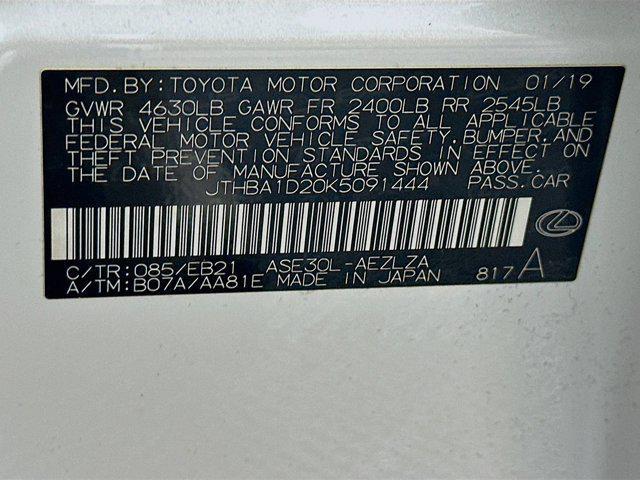 MFD. BY: TOYOTA MOTOR CORPORATION 01/19
GVWR 4630LB GAWR FR 2400LB RR 2545LB
THIS VEHICLE CONFORMS TO ALL APPLICABLE
FEDERAL MOTOR VEHICLE SAFETY, BUMPER, AND
THEFT PREVENTION STANDARDS IN EFFECT ON
THE DATE OF MANUFACTURE SHOWN ABOVE.
JTHBA1D20K5091444 PASS. CAR
C/TR: 085/EB21 ASE30L-AEZLZA
A/TM: B07A/AA81E MADE IN JAPAN 817A